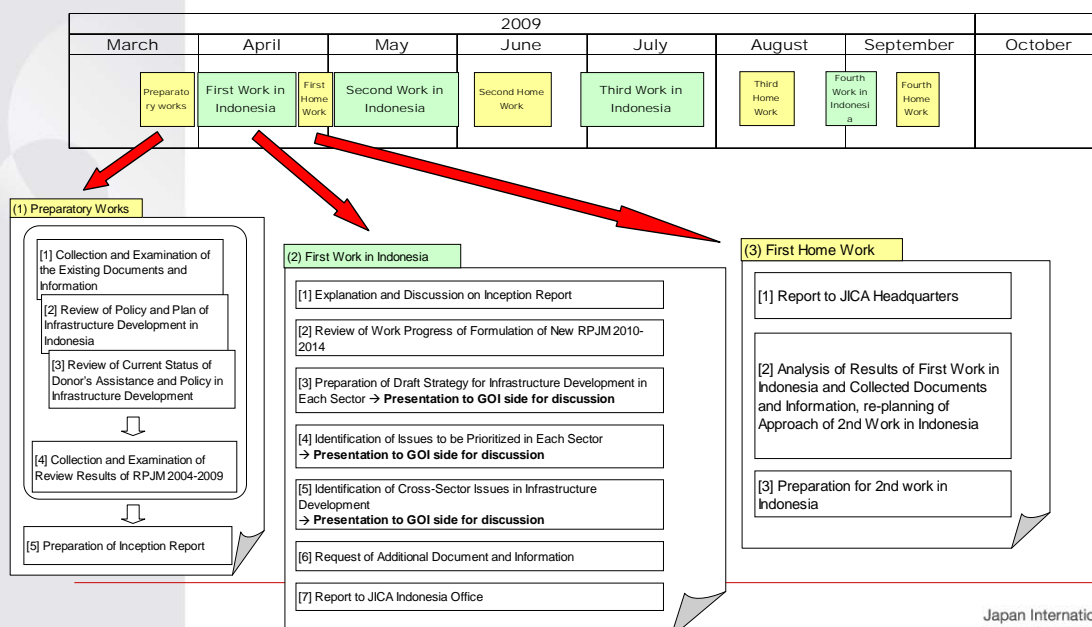 2009
March April May June July August September October
Preparato
ry works
First Work in
Indonesia
First
Home
Work
Second Work in
Indonesia
Second Home
Work
Third Work in
Indonesia
Third
Home
Work
Fourth
Work in
Indonesi
a
Fourth
Home
Work
(1) Preparatory Works
[1] Collection and Examination of
the Existing Documents and
Information
[2] Review of Policy and Plan of
Infrastructure Development in
Indonesia
[3] Review of Current Status of
Donor's Assistance and Policy in
Infrastructure Development
[4] Collection and Examination of
Review Results of RPJM 2004-2009
[5] Preparation of Inception Report
(2) First Work in Indonesia
[1] Explanation and Discussion on Inception Report
[2] Review of Work Progress of Formulation of New RPJM 2010-
2014
[3] Preparation of Draft Strategy for Infrastructure Development in
Each Sector → Presentation to GOI side for discussion
[4] Identification of Issues to be Prioritized in Each Sector
→ Presentation to GOI side for discussion
[5] Identification of Cross-Sector Issues in Infrastructure
Development
→ Presentation to GOI side for discussion
[6] Request of Additional Document and Information
[7] Report to JICA Indonesia Office
(3) First Home Work
[1] Report to JICA Headquarters
[2] Analysis of Results of First Work in
Indonesia and Collected Documents
and Information, re-planning of
Approach of 2nd Work in Indonesia
[3] Preparation for 2nd work in
Indonesia
Japan Internatio